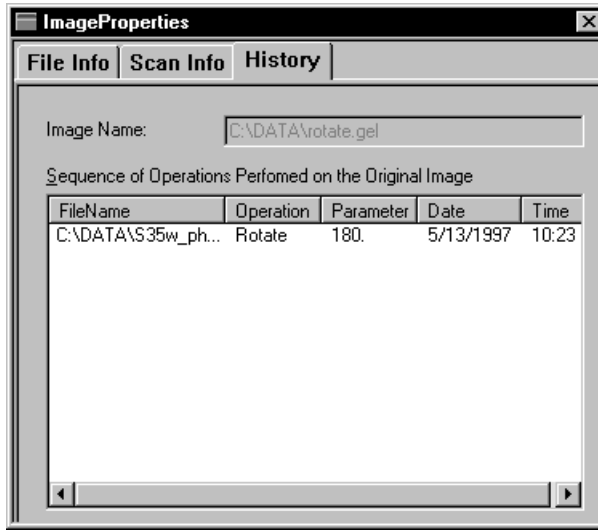 ImageProperties
File Info Scan Info History
Image Name: C:\DATA\rotate.gel
Sequence of Operations Perfomed on the Original Image
FileName Operation Parameter Date Time
C:\DATA\S35w_ph... Rotate 180. 5/13/1997 10:23